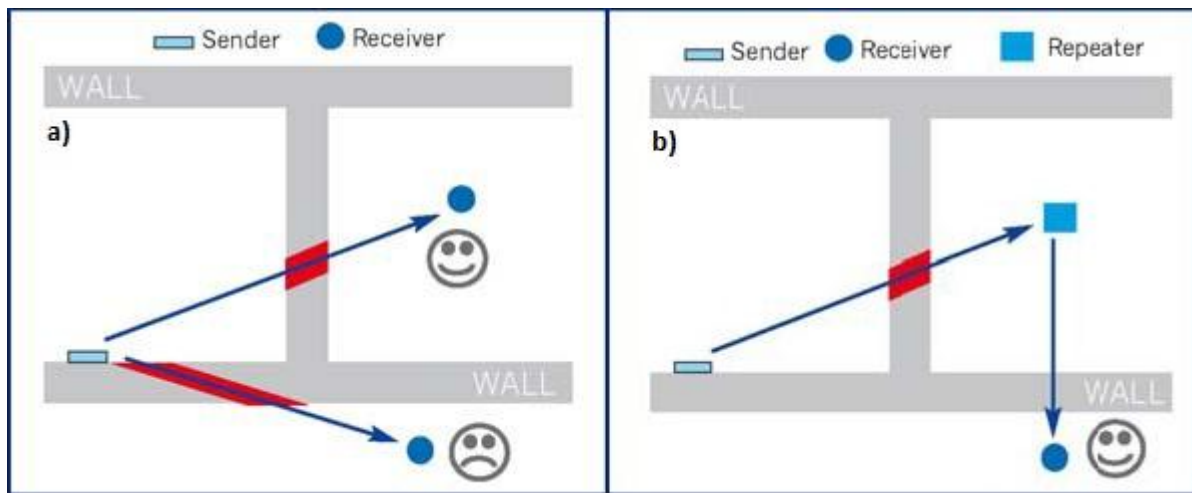 Sender Receiver
WALL
a)
WALL
Sender Receiver Repeater
WALL
b)
WALL